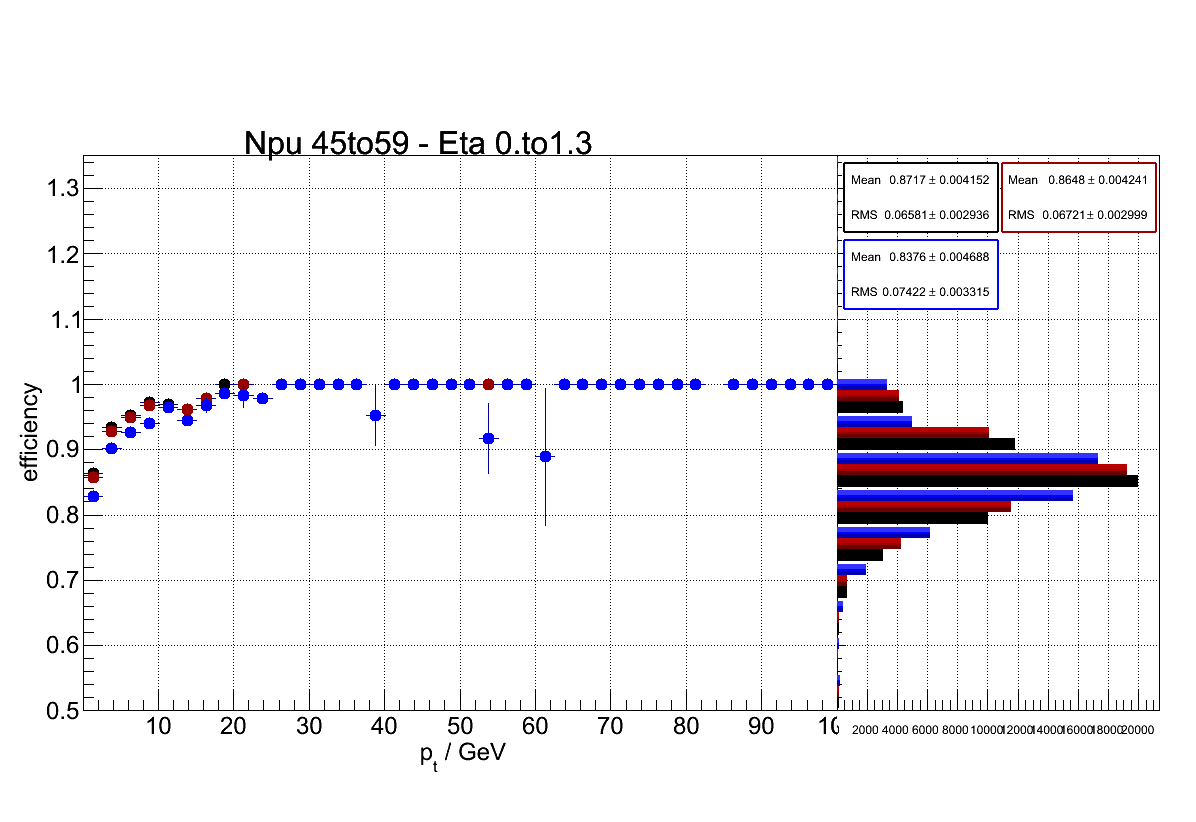 Npu 45to59 - Eta 0.to1.3
1.3
1.2
1.1
1
0.9
0.8
0.7
0.6
0.5
efficiency
10 20 30 40 50 60 70 80 90
p_t / GeV
Mean 0.8717 ± 0.004152
RMS 0.06581 ± 0.002936
Mean 0.8648 ± 0.004241
RMS 0.06721 ± 0.002999
Mean 0.8376 ± 0.004688
RMS 0.07422 ± 0.003315
2000 4000 6000 8000 10000 12000 14000 16000 18000 20000